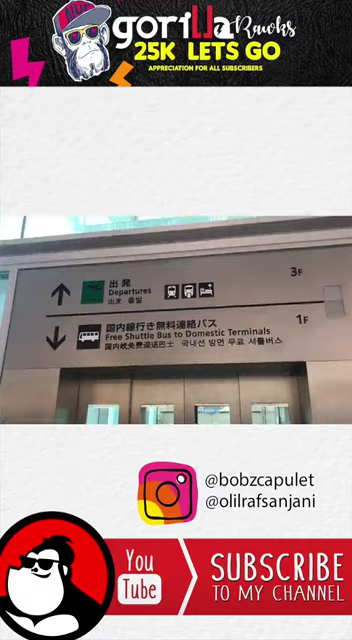 gorilla Rawks
25K LETS GO
APPRECIATION FOR ALL SUBSCRIBERS
出発
Departures
出发 출발
3F
国内線行き無料連絡バス
Free Shuttle Bus to Domestic Terminals
国内线免费迎送巴士 국내선 방면 무료 셔틀버스
1F
@bobzcapulet
@olilrafsanjani
You
Tube
SUBSCRIBE
TO MY CHANNEL